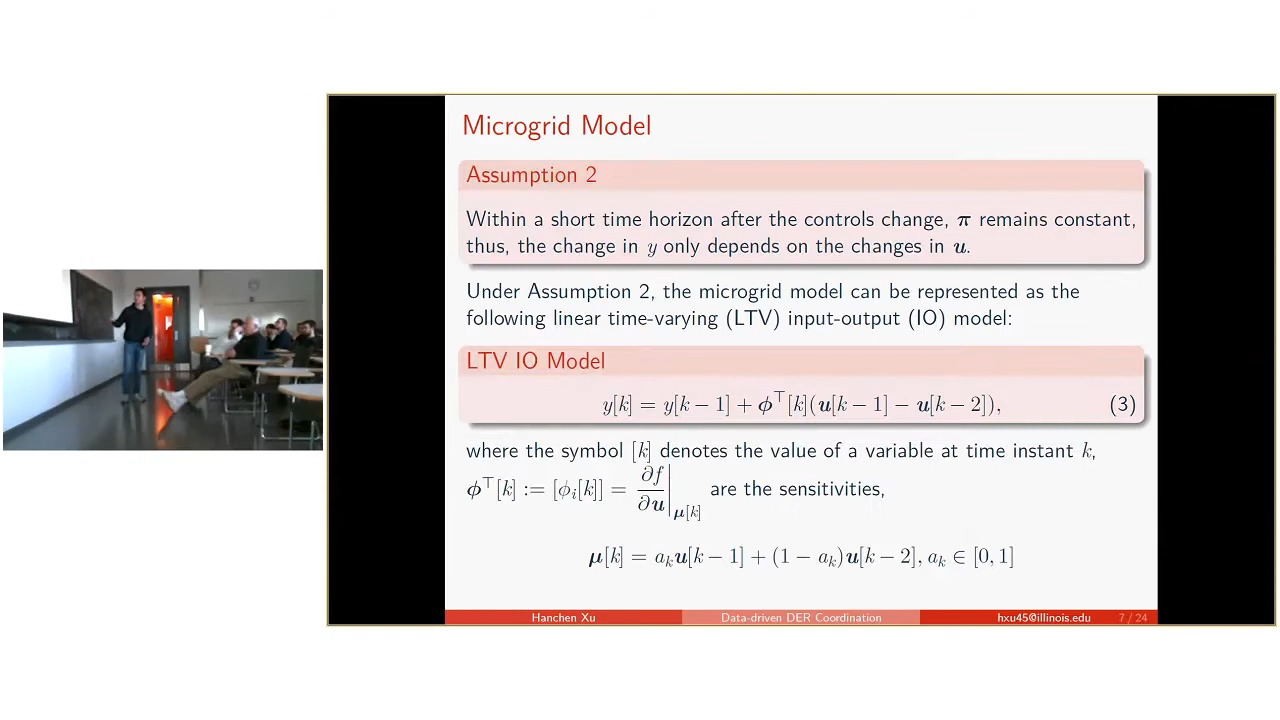 Microgrid Model
Assumption 2
Within a short time horizon after the controls change, π remains constant,
thus, the change in y only depends on the changes in u.
Under Assumption 2, the microgrid model can be represented as the
following linear time-varying (LTV) input-output (IO) model:
LTV IO Model
y[k] = y[k − 1] + ϕ⊤[k](u[k − 1] − u[k − 2]), (3)
where the symbol [k] denotes the value of a variable at time instant k,
ϕ⊤[k] := [ϕᵢ[k]] = ∂f/∂u|μ[k] are the sensitivities,
μ[k] = aₖu[k − 1] + (1 − aₖ)u[k − 2], aₖ ∈ [0, 1]
Hanchen Xu Data-driven DER Coordination hxu45@illinois.edu 7 / 24